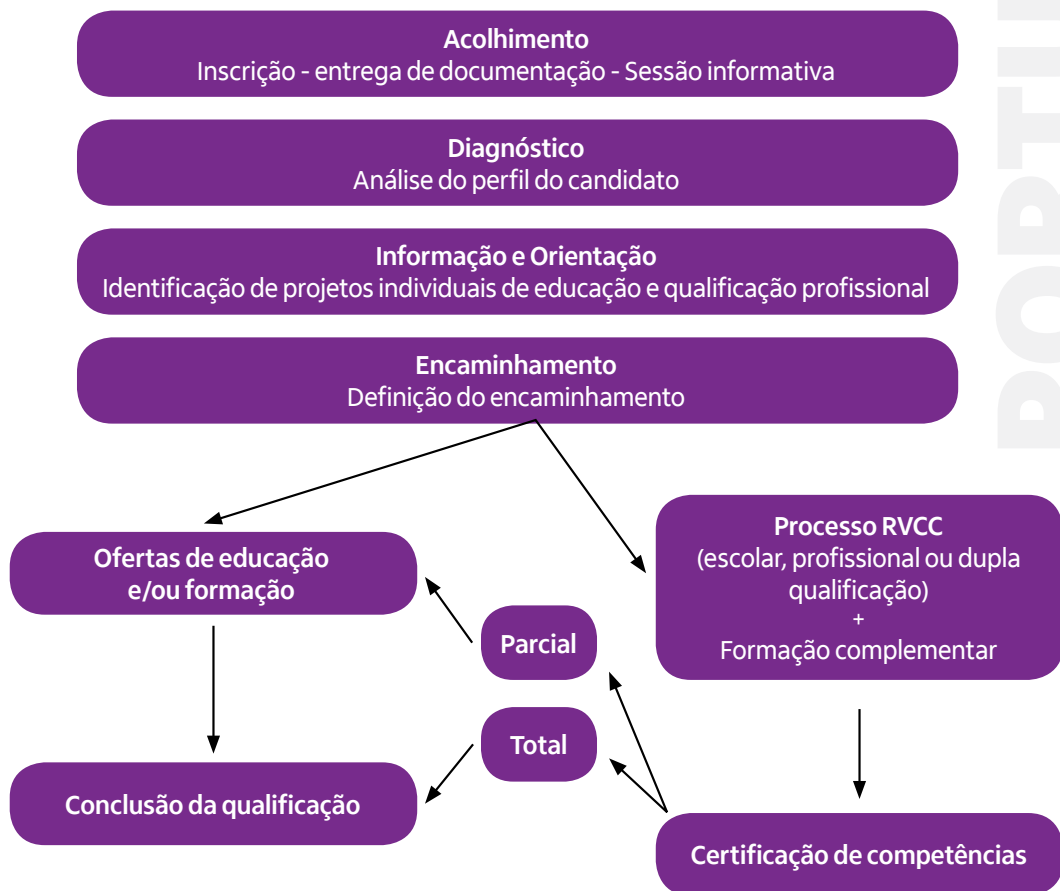 Acolhimento
Inscrição - entrega de documentação - Sessão informativa
Diagnóstico
Análise do perfil do candidato
Informação e Orientação
Identificação de projetos individuais de educação e qualificação profissional
Encaminhamento
Definição do encaminhamento
Ofertas de educação
e/ou formação
Processo RVCC
(escolar, profissional ou dupla
qualificação)
+
Formação complementar
Parcial
Total
Conclusão da qualificação
Certificação de competências